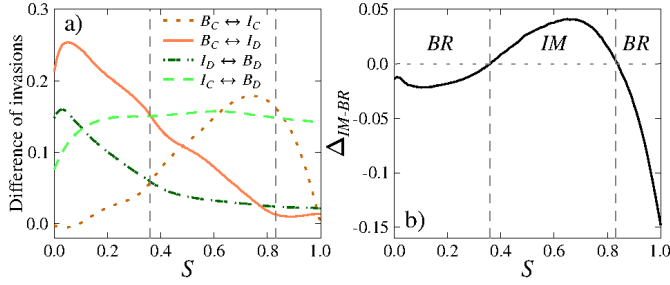 a)
B_C ↔ I_C
B_C ↔ I_D
I_D ↔ B_D
I_C ↔ B_D
Difference of invasions
0.3
0.2
0.1
0.0
0.0 0.2 0.4 0.6 0.8 1.0
S
BR IM BR
Δ_IM-BR
0.05
0.0
-0.05
-0.1
-0.15
b)
0.0 0.2 0.4 0.6 0.8 1.0
S